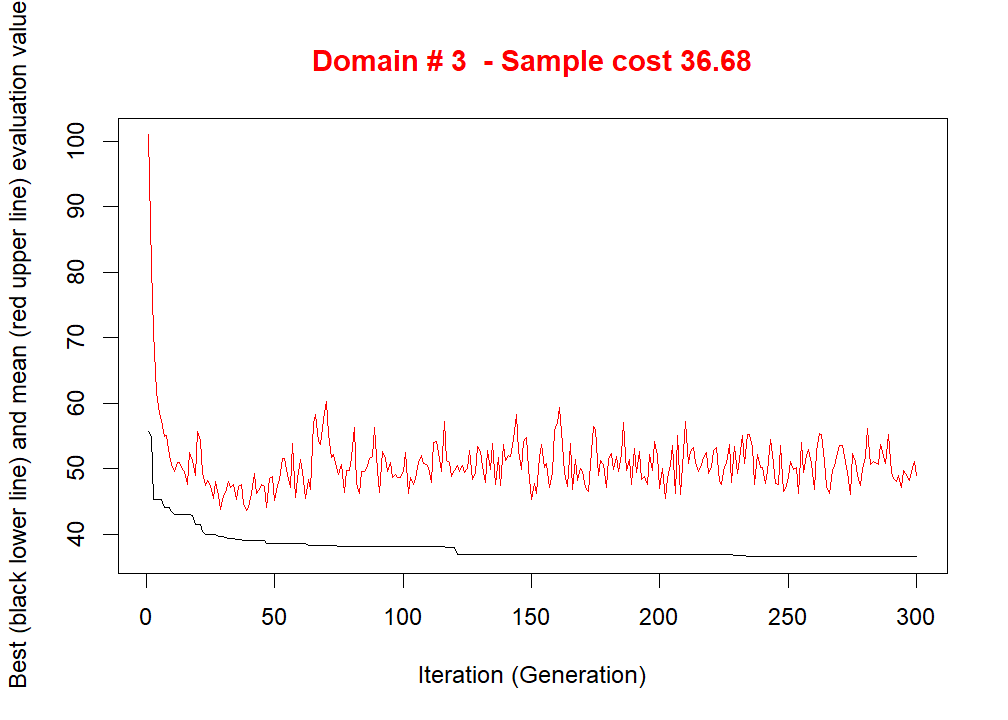 Domain # 3  - Sample cost 36.68
Best (black lower line) and mean (red upper line) evaluation value
100
90
80
70
60
50
40
0 50 100 150 200 250 300
Iteration (Generation)